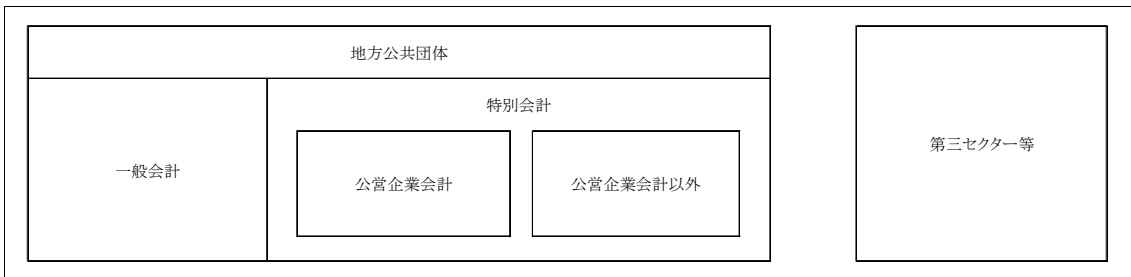 地方公共団体
一般会計
特別会計
公営企業会計
公営企業会計以外
第三セクター等